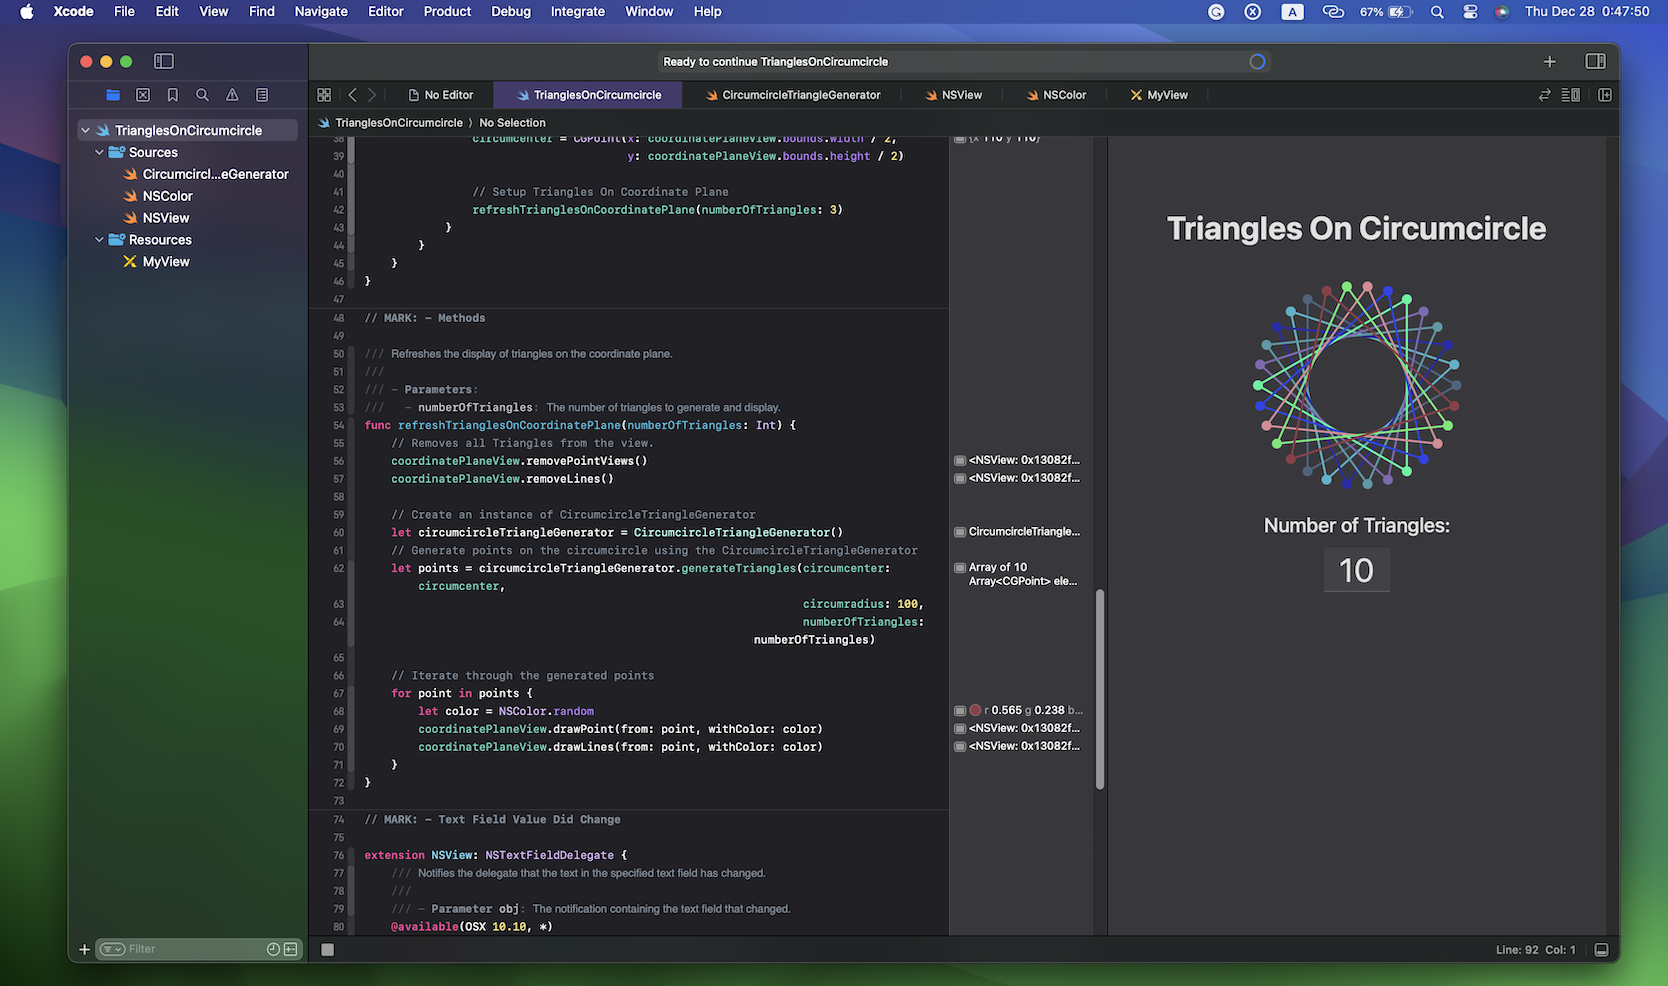 Xcode File Edit View Find Navigate Editor Product Debug Integrate Window Help
A 67% Thu Dec 28 0:47:50
Ready to continue TrianglesOnCircumcircle
No Editor TrianglesOnCircumcircle CircumcircleTriangleGenerator NSView NSColor MyView
TrianglesOnCircumcircle 〉 No Selection
TrianglesOnCircumcircle
Sources
Circumcircl...eGenerator
NSColor
NSView
Resources
MyView
Filter
38 circumcenter = CGPoint(x: coordinatePlaneView.bounds.width / 2,
39 y: coordinatePlaneView.bounds.height / 2)
40
41 // Setup Triangles On Coordinate Plane
42 refreshTrianglesOnCoordinatePlane(numberOfTriangles: 3)
43 }
44 }
45 }
46 }
47
48 // MARK: - Methods
49
50 /// Refreshes the display of triangles on the coordinate plane.
51 ///
52 /// - Parameters:
53 /// - numberOfTriangles: The number of triangles to generate and display.
54 func refreshTrianglesOnCoordinatePlane(numberOfTriangles: Int) {
55 // Removes all Triangles from the view.
56 coordinatePlaneView.removePointViews()
57 coordinatePlaneView.removeLines()
58
59 // Create an instance of CircumcircleTriangleGenerator
60 let circumcircleTriangleGenerator = CircumcircleTriangleGenerator()
61 // Generate points on the circumcircle using the CircumcircleTriangleGenerator
62 let points = circumcircleTriangleGenerator.generateTriangles(circumcenter:
circumcenter,
63 circumradius: 100,
64 numberOfTriangles:
numberOfTriangles)
65
66 // Iterate through the generated points
67 for point in points {
68 let color = NSColor.random
69 coordinatePlaneView.drawPoint(from: point, withColor: color)
70 coordinatePlaneView.drawLines(from: point, withColor: color)
71 }
72 }
73
74 // MARK: - Text Field Value Did Change
75
76 extension NSView: NSTextFieldDelegate {
77 /// Notifies the delegate that the text in the specified text field has changed.
78 ///
79 /// - Parameter obj: The notification containing the text field that changed.
80 @available(OSX 10.10, *)
{x 110 y 110}
<NSView: 0x13082f...
<NSView: 0x13082f...
CircumcircleTriangle...
Array of 10
Array<CGPoint> ele...
r 0.565 g 0.238 b...
<NSView: 0x13082f...
<NSView: 0x13082f...
Triangles On Circumcircle
Number of Triangles:
10
Line: 92 Col: 1